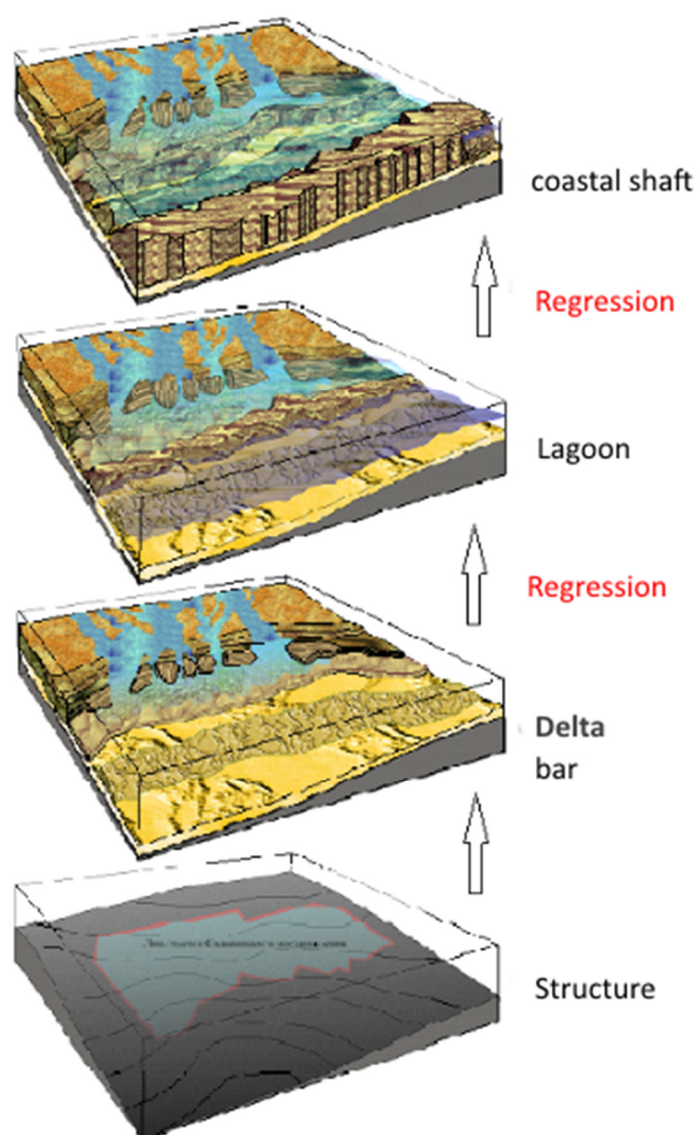 coastal shaft
Regression
Lagoon
Regression
Delta
bar
Structure